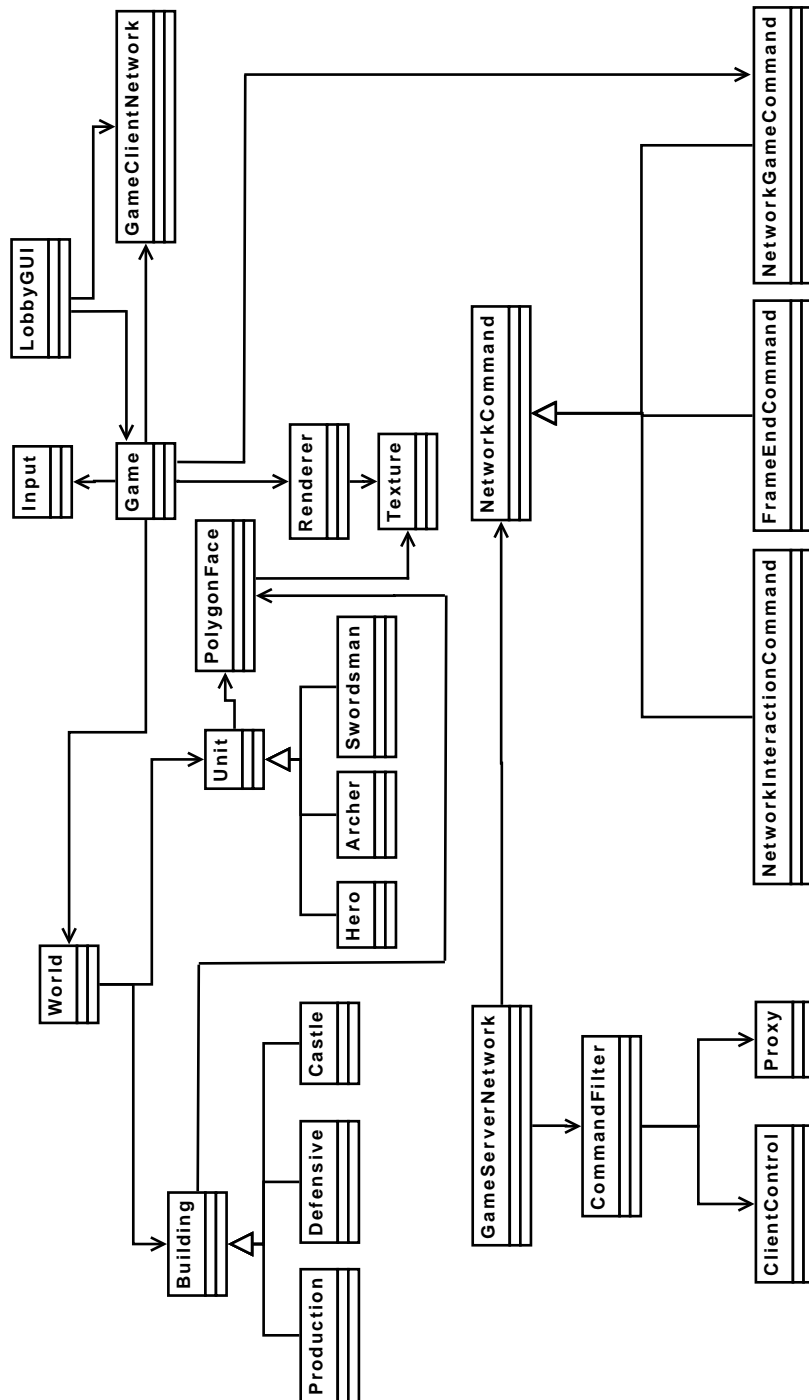 LobbyGUI
GameClientNetwork
Input
Game
World
Renderer
Texture
PolygonFace
Unit
Hero
Archer
Swordsman
Building
Production
Defensive
Castle
GameServerNetwork
NetworkCommand
CommandFilter
ClientControl
Proxy
NetworkInteractionCommand
FrameEndCommand
NetworkGameCommand